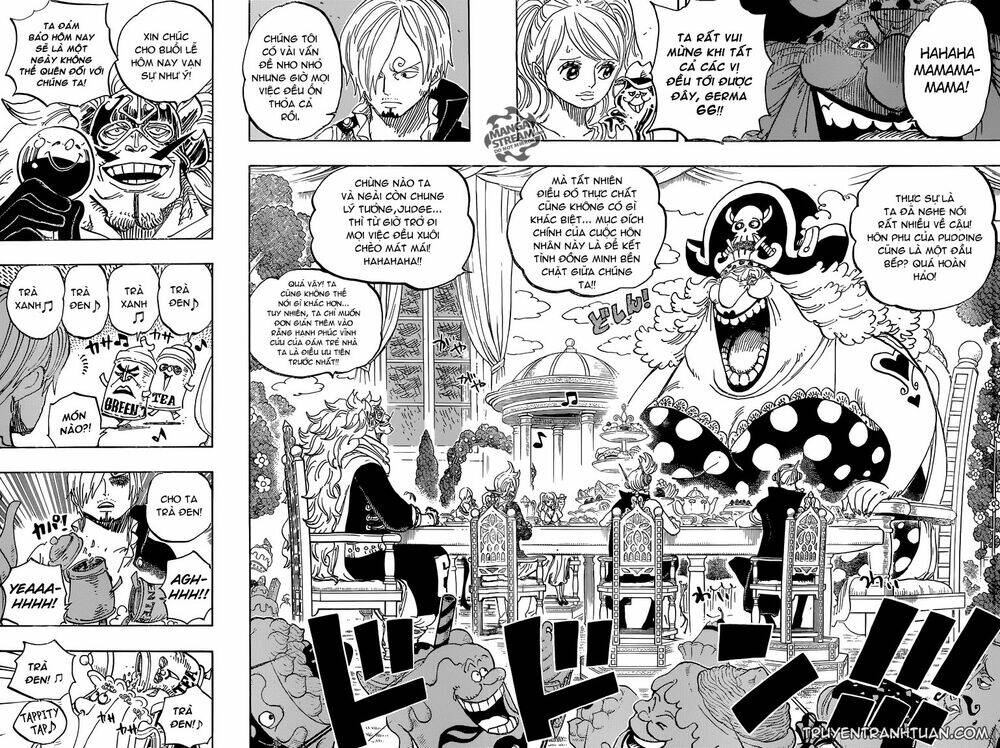 HAHAHA
MAMAMA-
MAMA!
TA RẤT VUI
MỪNG KHI TẤT
CẢ CÁC VỊ
ĐỀU TỚI ĐƯỢC
ĐÂY, GERMA
66!!
CHÚNG TÔI
CÓ VÀI VẤN
ĐỀ NHO NHỎ
NHƯNG GIỜ MỌI
VIỆC ĐỀU ỔN
THỎA CẢ
RỒI.
MANGA
STREAM
THỰC SỰ LÀ
TA ĐÃ NGHE NÓI
RẤT NHIỀU VỀ CẬU!
HÔN PHU CỦA PUDDING
CŨNG LÀ MỘT ĐẦU
BẾP? QUÁ HOÀN
HẢO!
MÀ TẤT NHIÊN
ĐIỀU ĐÓ THỰC CHẤT
CŨNG KHÔNG CÓ GÌ
KHÁC BIỆT... MỤC ĐÍCH
CHÍNH CỦA CUỘC HÔN
NHÂN NÀY LÀ ĐỂ KẾT
TÌNH ĐỒNG MINH BỀN
CHẶT GIỮA CHÚNG
TA!!
CHỪNG NÀO TA
VÀ NGÀI CÒN CHUNG
LÝ TƯỞNG, JUDGE...
THÌ TỪ GIỜ TRỞ ĐI
MỌI VIỆC ĐỀU XUÔI
CHÈO MÁT MÁI!
HAHAHAHA!!
QUẢ VẬY! TA
CŨNG KHÔNG THỂ
NÓI GÌ KHÁC HƠN...
TUY NHIÊN, TA CHỈ MUỐN
ĐƠN GIẢN THÊM VÀO
RẰNG HẠNH PHÚC VĨNH
CỬU CỦA ĐÁM TRẺ NHÀ
TA LÀ ĐIỀU ƯU TIÊN
TRƯỚC NHẤT!!
どしん!
ドドン!!!
XIN CHÚC
CHO BUỔI LỄ
HÔM NAY VẠN
SỰ NHƯ Ý!
TA ĐẢM
BẢO HÔM NAY
SẼ LÀ MỘT
NGÀY KHÔNG
THỂ QUÊN ĐỐI VỚI
CHÚNG TA!
TRÀ
ĐEN♪
TRÀ
XANH
♫
TRÀ
ĐEN♪
TRÀ
XANH♫
GREEN
TEA
MÓN
NÀO?!
CHO TA
TRÀ ĐEN!
AGH-
HHH!!
YEAAA-
HHHH!
TRÀ
ĐEN! ♫
TRÀ
ĐEN!♪
TEA
TAPPITY
TAP♪
TRUYENTRANHTUAN.COM